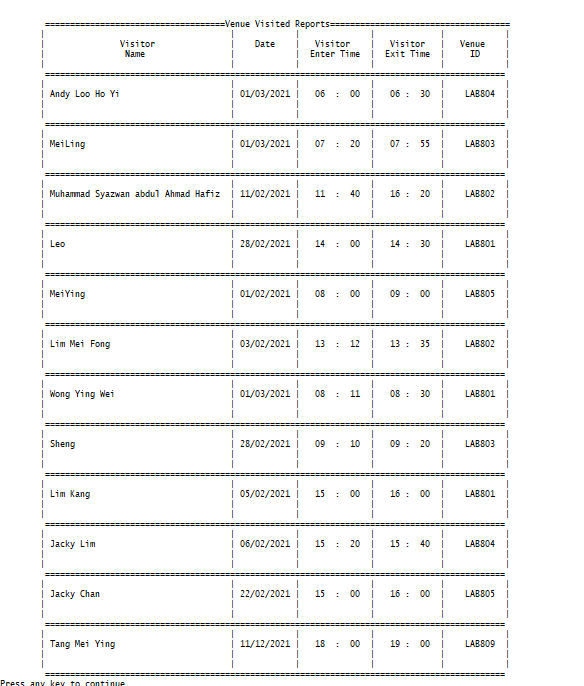 Venue Visited Reports
Visitor Name | Date | Visitor Enter Time | Visitor Exit Time | Venue ID
Andy Loo Ho Yi | 01/03/2021 | 06 : 00 | 06 : 30 | LAB804
MeiLing | 01/03/2021 | 07 : 20 | 07 : 55 | LAB803
Muhammad Syazwan abdul Ahmad Hafiz | 11/02/2021 | 11 : 40 | 16 : 20 | LAB802
Leo | 28/02/2021 | 14 : 00 | 14 : 30 | LAB801
MeiYing | 01/02/2021 | 08 : 00 | 09 : 00 | LAB805
Lim Mei Fong | 03/02/2021 | 13 : 12 | 13 : 35 | LAB802
Wong Ying Wei | 01/03/2021 | 08 : 11 | 08 : 30 | LAB801
Sheng | 28/02/2021 | 09 : 10 | 09 : 20 | LAB803
Lim Kang | 05/02/2021 | 15 : 00 | 16 : 00 | LAB801
Jacky Lim | 06/02/2021 | 15 : 20 | 15 : 40 | LAB804
Jacky Chan | 22/02/2021 | 15 : 00 | 16 : 00 | LAB805
Tang Mei Ying | 11/12/2021 | 18 : 00 | 19 : 00 | LAB809
Press any key to continue